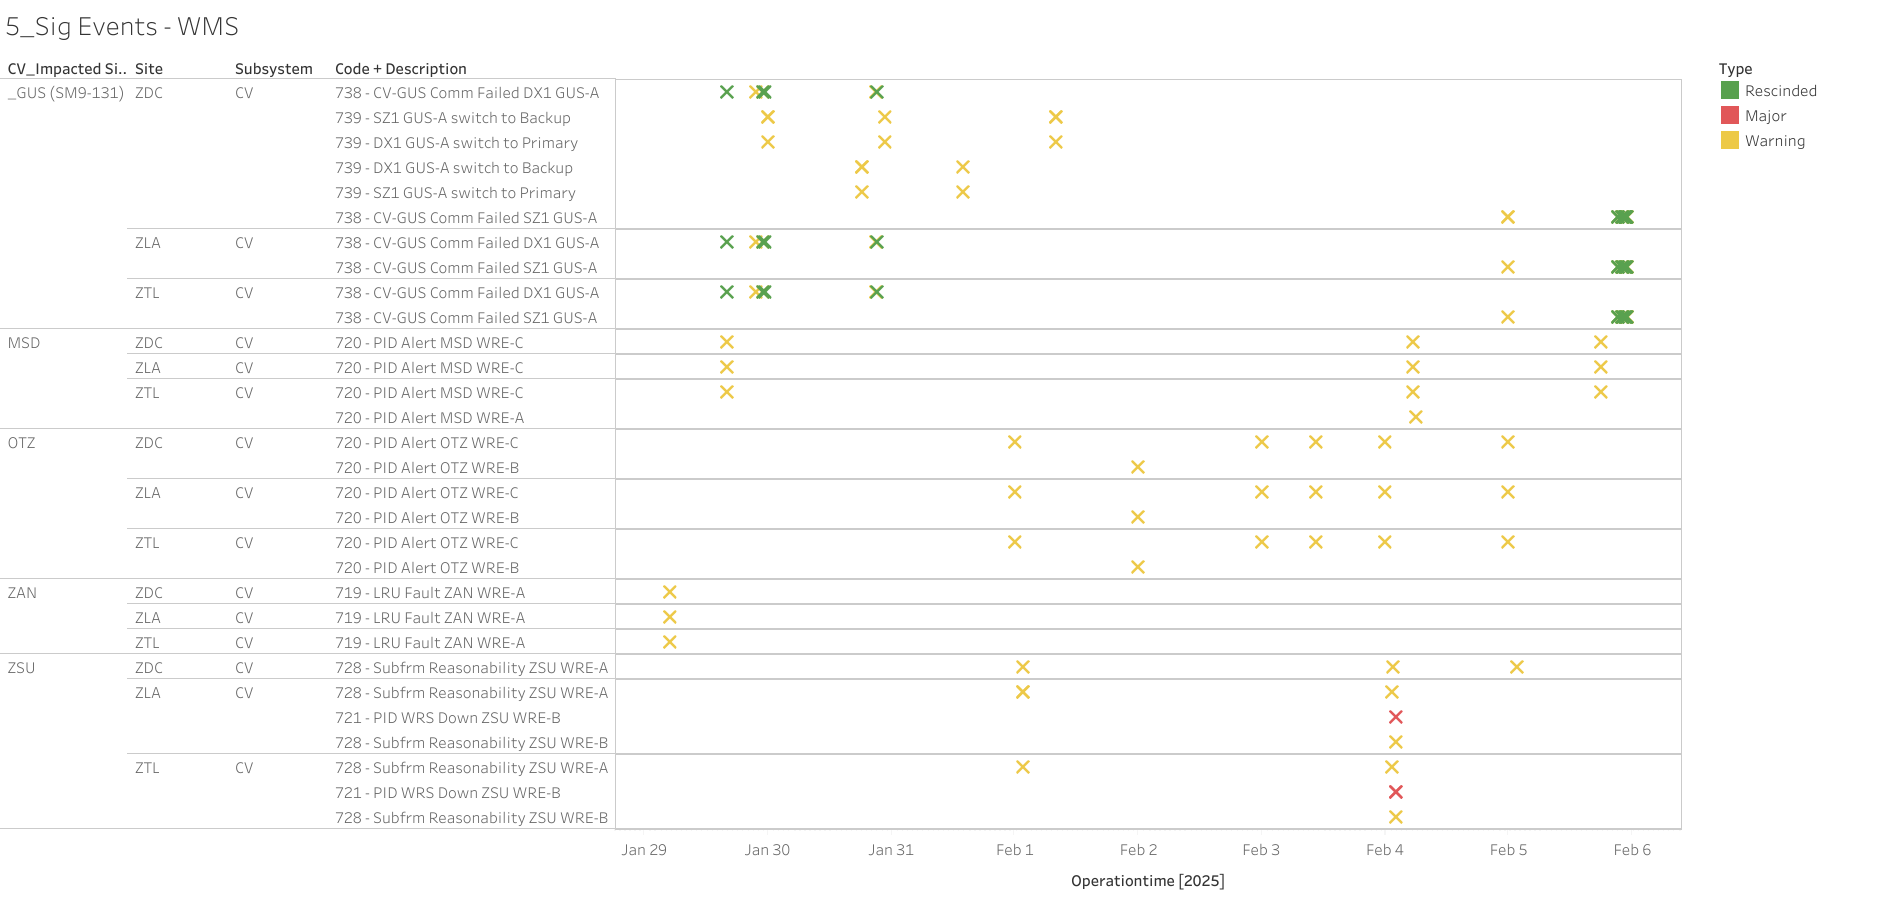 5_Sig Events - WMS
CV_Impacted Si.. Site Subsystem Code + Description
_GUS (SM9-131) ZDC CV 738 - CV-GUS Comm Failed DX1 GUS-A
739 - SZ1 GUS-A switch to Backup
739 - DX1 GUS-A switch to Primary
739 - DX1 GUS-A switch to Backup
739 - SZ1 GUS-A switch to Primary
738 - CV-GUS Comm Failed SZ1 GUS-A
ZLA CV 738 - CV-GUS Comm Failed DX1 GUS-A
738 - CV-GUS Comm Failed SZ1 GUS-A
ZTL CV 738 - CV-GUS Comm Failed DX1 GUS-A
738 - CV-GUS Comm Failed SZ1 GUS-A
MSD ZDC CV 720 - PID Alert MSD WRE-C
ZLA CV 720 - PID Alert MSD WRE-C
ZTL CV 720 - PID Alert MSD WRE-C
720 - PID Alert MSD WRE-A
OTZ ZDC CV 720 - PID Alert OTZ WRE-C
720 - PID Alert OTZ WRE-B
ZLA CV 720 - PID Alert OTZ WRE-C
720 - PID Alert OTZ WRE-B
ZTL CV 720 - PID Alert OTZ WRE-C
720 - PID Alert OTZ WRE-B
ZAN ZDC CV 719 - LRU Fault ZAN WRE-A
ZLA CV 719 - LRU Fault ZAN WRE-A
ZTL CV 719 - LRU Fault ZAN WRE-A
ZSU ZDC CV 728 - Subfrm Reasonability ZSU WRE-A
ZLA CV 728 - Subfrm Reasonability ZSU WRE-A
721 - PID WRS Down ZSU WRE-B
728 - Subfrm Reasonability ZSU WRE-B
ZTL CV 728 - Subfrm Reasonability ZSU WRE-A
721 - PID WRS Down ZSU WRE-B
728 - Subfrm Reasonability ZSU WRE-B
Jan 29 Jan 30 Jan 31 Feb 1 Feb 2 Feb 3 Feb 4 Feb 5 Feb 6
Operationtime [2025]
Type
Rescinded
Major
Warning